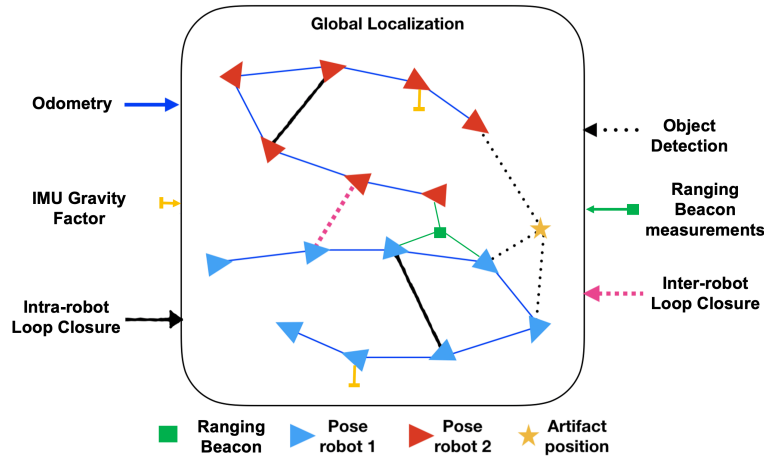 Global Localization
Odometry
IMU Gravity
Factor
Intra-robot
Loop Closure
Object
Detection
Ranging
Beacon
measurements
Inter-robot
Loop Closure
Ranging
Beacon
Pose
robot 1
Pose
robot 2
Artifact
position